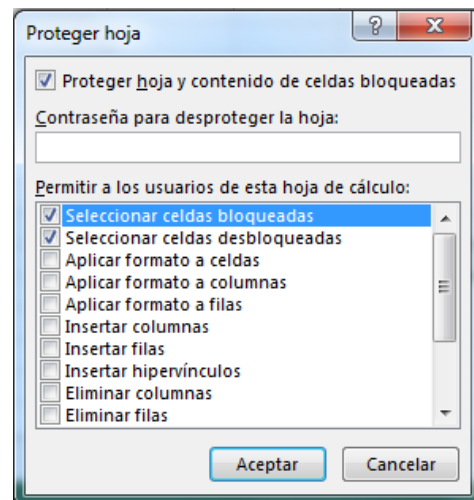 Proteger hoja
Proteger hoja y contenido de celdas bloqueadas
Contraseña para desproteger la hoja:
Permitir a los usuarios de esta hoja de cálculo:
Seleccionar celdas bloqueadas
Seleccionar celdas desbloqueadas
Aplicar formato a celdas
Aplicar formato a columnas
Aplicar formato a filas
Insertar columnas
Insertar filas
Insertar hipervínculos
Eliminar columnas
Eliminar filas
Aceptar Cancelar